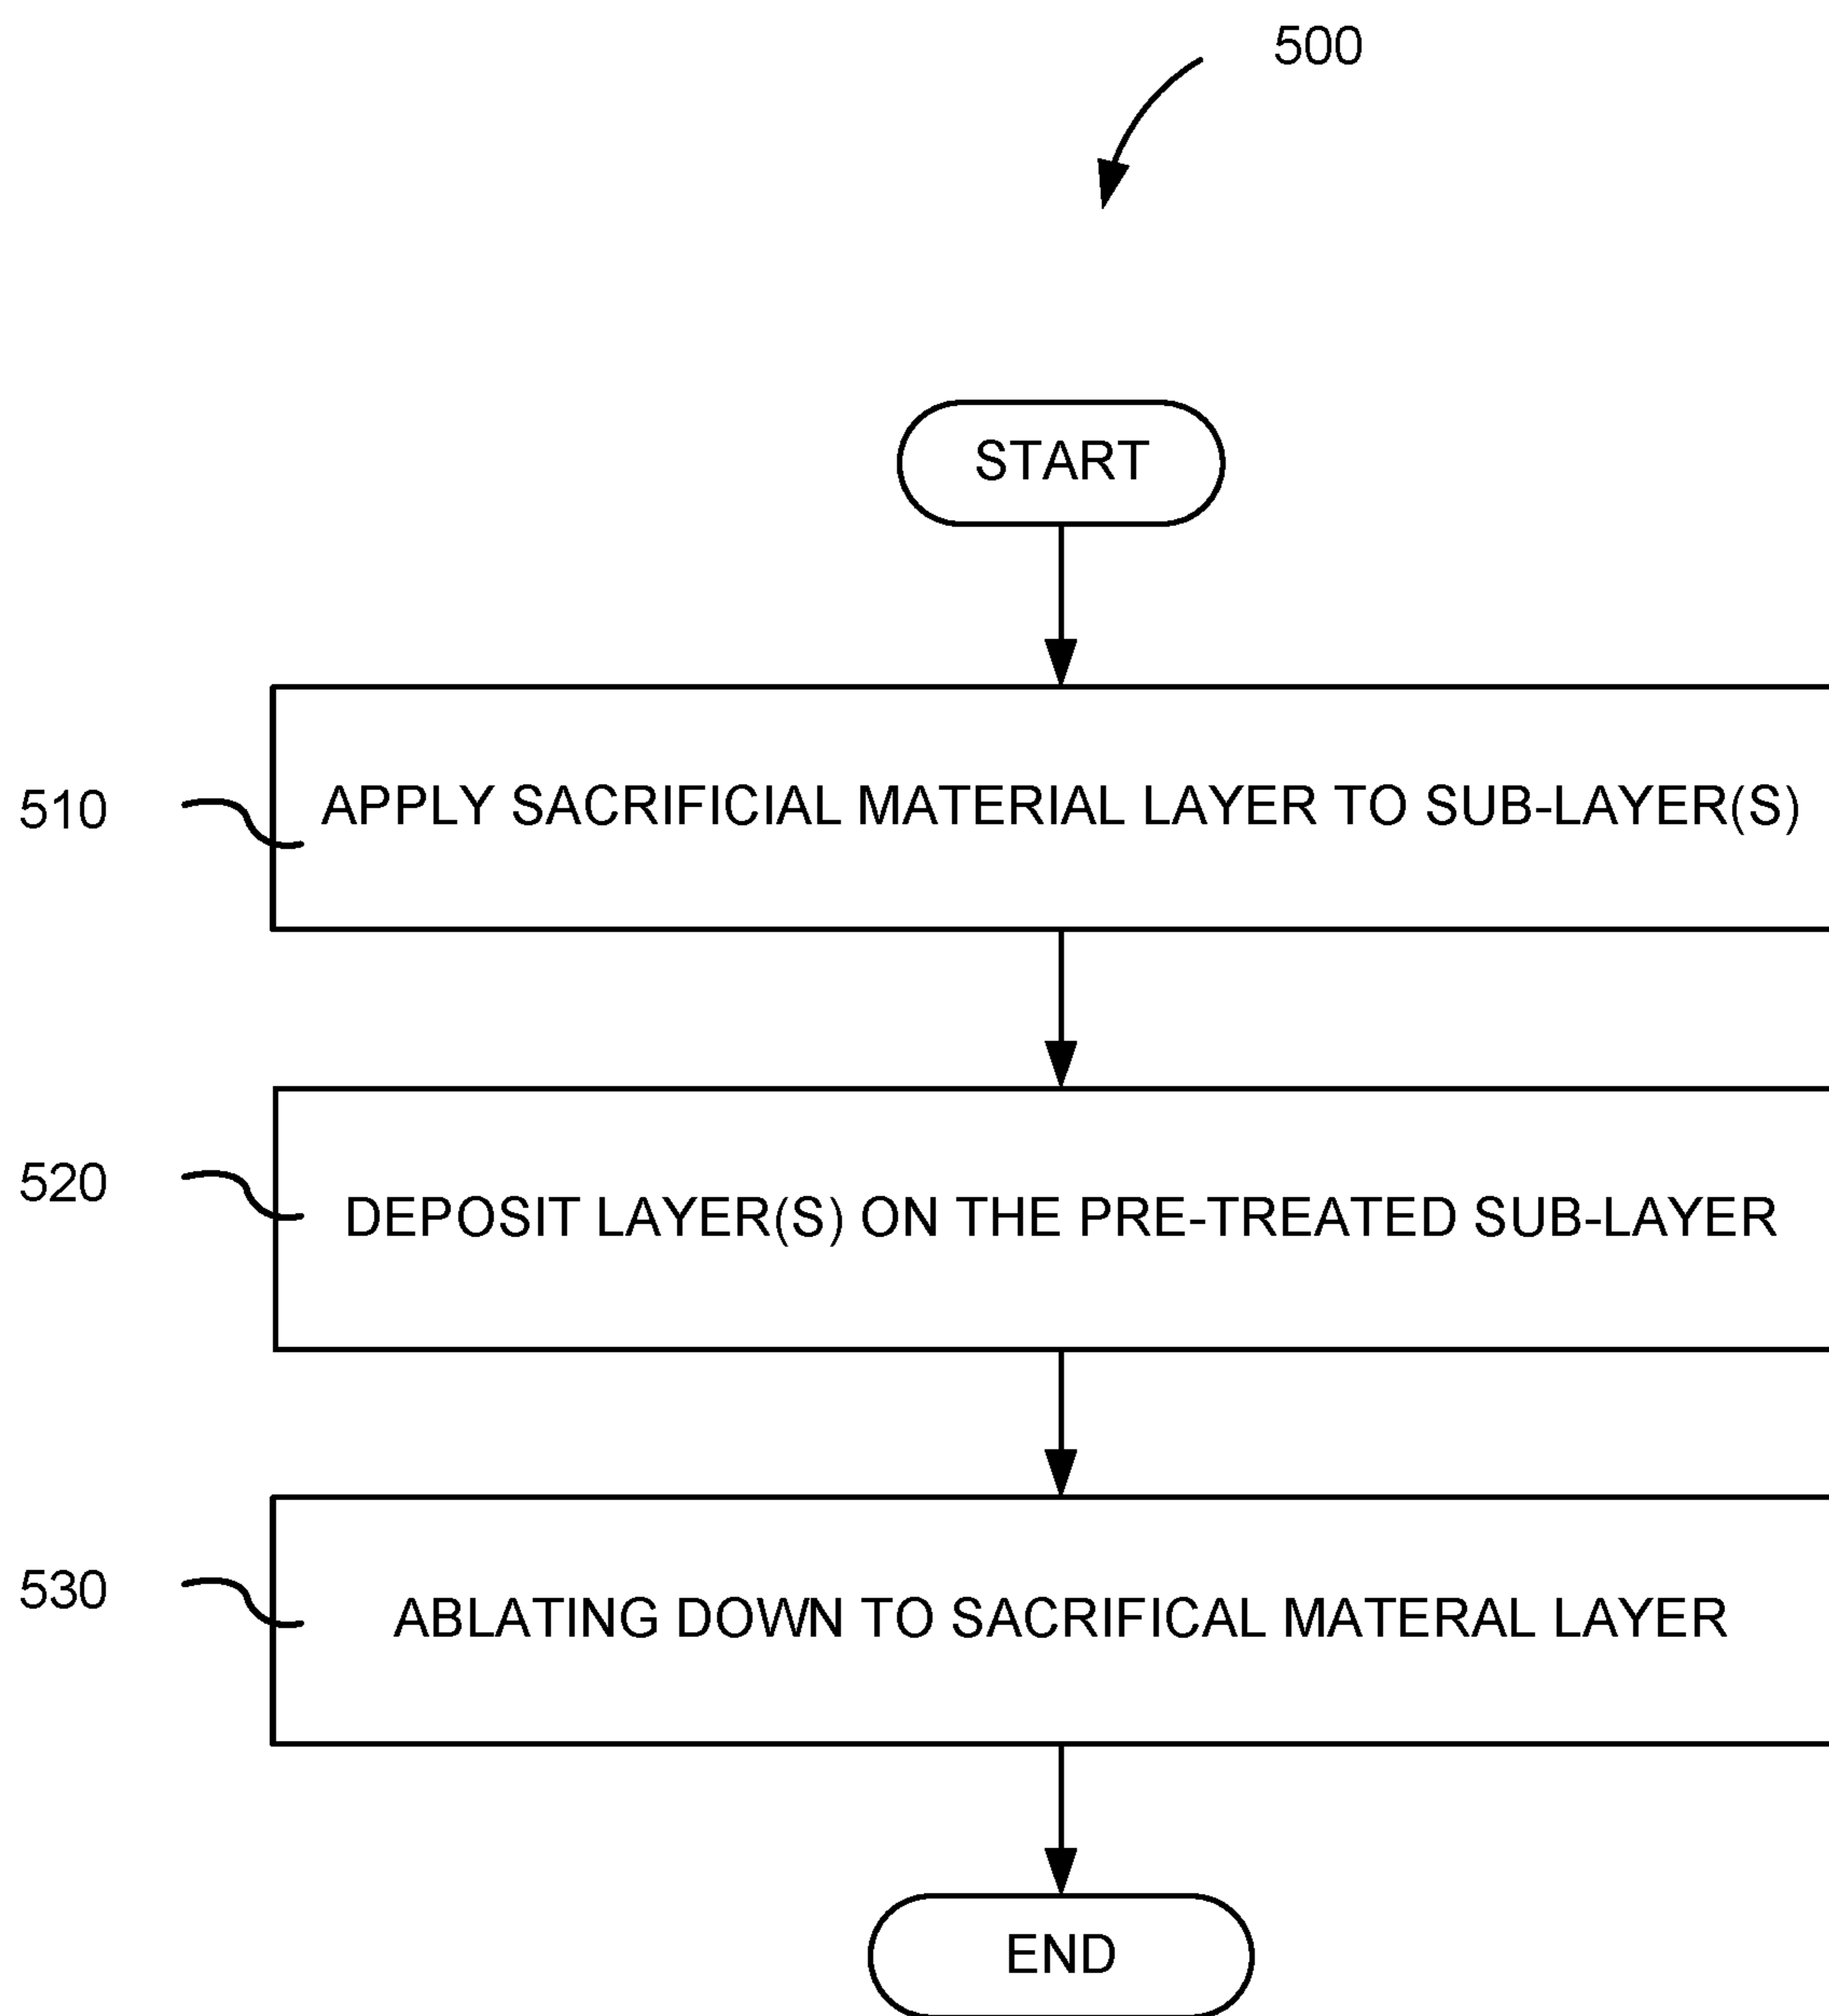 500
START
510
APPLY SACRIFICIAL MATERIAL LAYER TO SUB-LAYER(S)
520
DEPOSIT LAYER(S) ON THE PRE-TREATED SUB-LAYER
530
ABLATING DOWN TO SACRIFICAL MATERAL LAYER
END